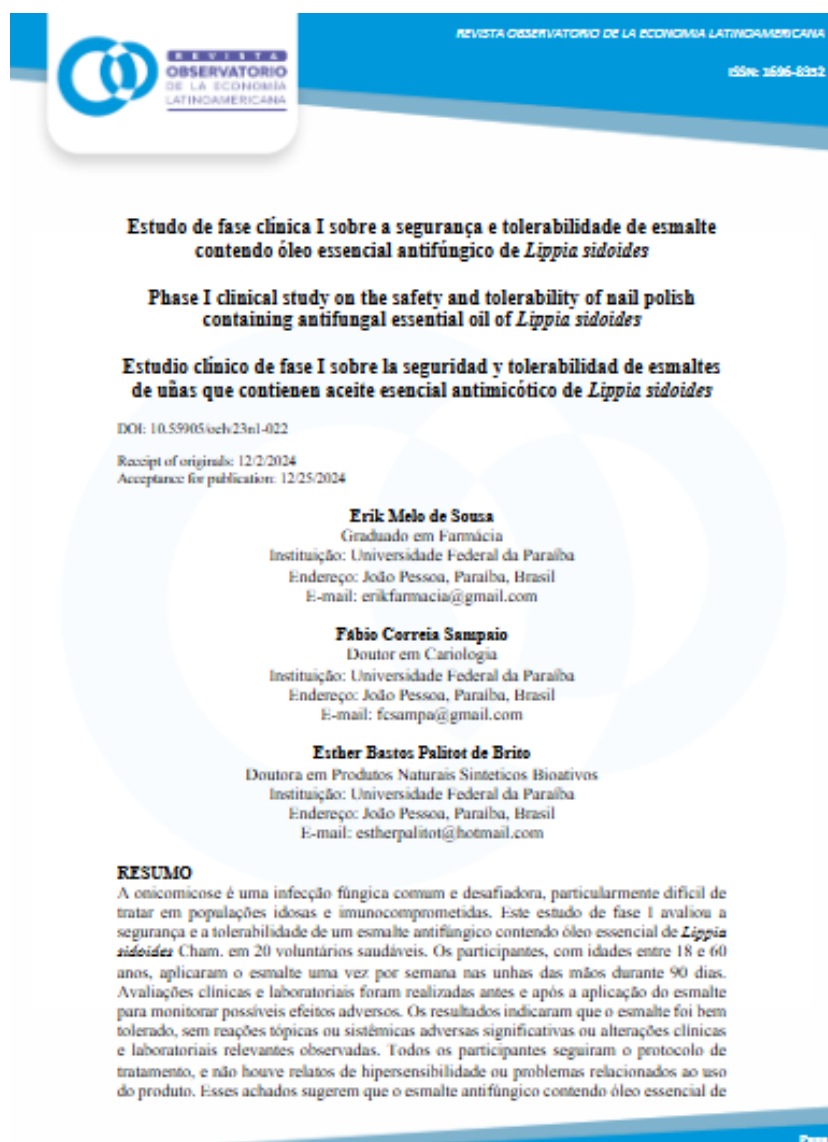 REVISTA OBSERVATORIO DE LA ECONOMIA LATINOAMERICANA
ISSN: 1696-8352
REVISTA
OBSERVATORIO
DE LA ECONOMÍA
LATINOAMERICANA
Estudo de fase clínica I sobre a segurança e tolerabilidade de esmalte
contendo óleo essencial antifúngico de Lippia sidoides
Phase I clinical study on the safety and tolerability of nail polish
containing antifungal essential oil of Lippia sidoides
Estudio clínico de fase I sobre la seguridad y tolerabilidad de esmaltes
de uñas que contienen aceite esencial antimicótico de Lippia sidoides
DOI: 10.55905/oelv23n1-022
Receipt of originals: 12/2/2024
Acceptance for publication: 12/25/2024
Erik Melo de Sousa
Graduado em Farmácia
Instituição: Universidade Federal da Paraíba
Endereço: João Pessoa, Paraíba, Brasil
E-mail: erikfarmacia@gmail.com
Fábio Correia Sampaio
Doutor em Cariologia
Instituição: Universidade Federal da Paraíba
Endereço: João Pessoa, Paraíba, Brasil
E-mail: fcsampa@gmail.com
Esther Bastos Palitot de Brito
Doutora em Produtos Naturais Sinteticos Bioativos
Instituição: Universidade Federal da Paraíba
Endereço: João Pessoa, Paraíba, Brasil
E-mail: estherpalitot@hotmail.com
RESUMO
A onicomicose é uma infecção fúngica comum e desafiadora, particularmente difícil de
tratar em populações idosas e imunocomprometidas. Este estudo de fase I avaliou a
segurança e a tolerabilidade de um esmalte antifúngico contendo óleo essencial de Lippia
sidoides Cham. em 20 voluntários saudáveis. Os participantes, com idades entre 18 e 60
anos, aplicaram o esmalte uma vez por semana nas unhas das mãos durante 90 dias.
Avaliações clínicas e laboratoriais foram realizadas antes e após a aplicação do esmalte
para monitorar possíveis efeitos adversos. Os resultados indicaram que o esmalte foi bem
tolerado, sem reações tópicas ou sistêmicas adversas significativas ou alterações clínicas
e laboratoriais relevantes observadas. Todos os participantes seguiram o protocolo de
tratamento, e não houve relatos de hipersensibilidade ou problemas relacionados ao uso
do produto. Esses achados sugerem que o esmalte antifúngico contendo óleo essencial de